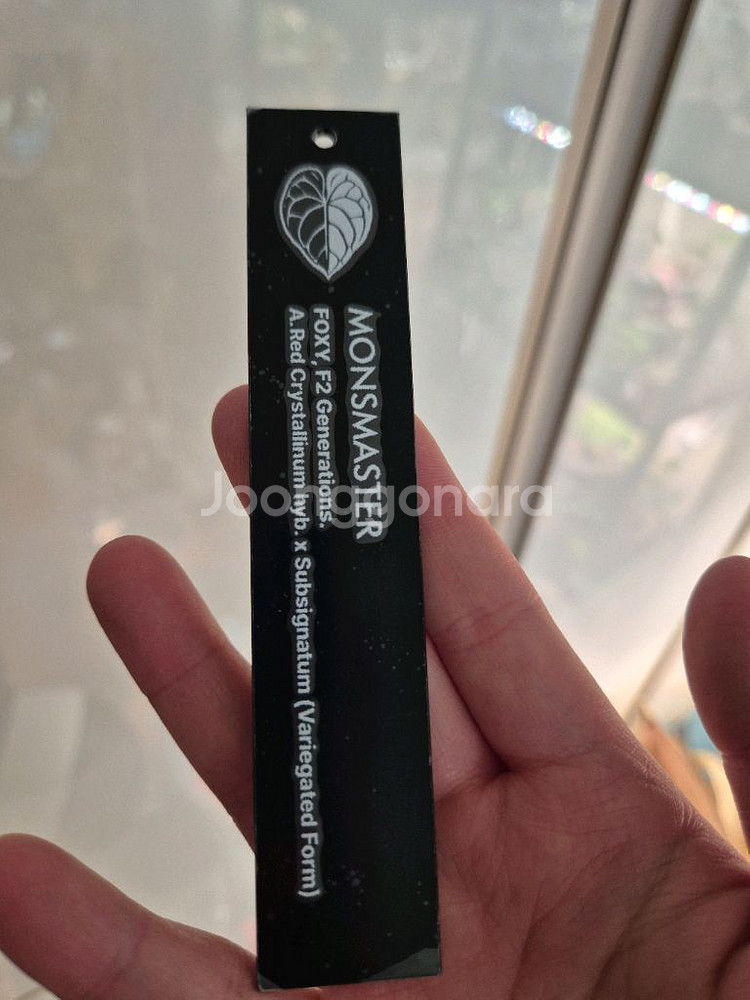 MONSMASTER
FOXY, F2 Generations.
A.Red Crystallinum hyb. x Subsignatum (Variegated Form)
Joonggonara